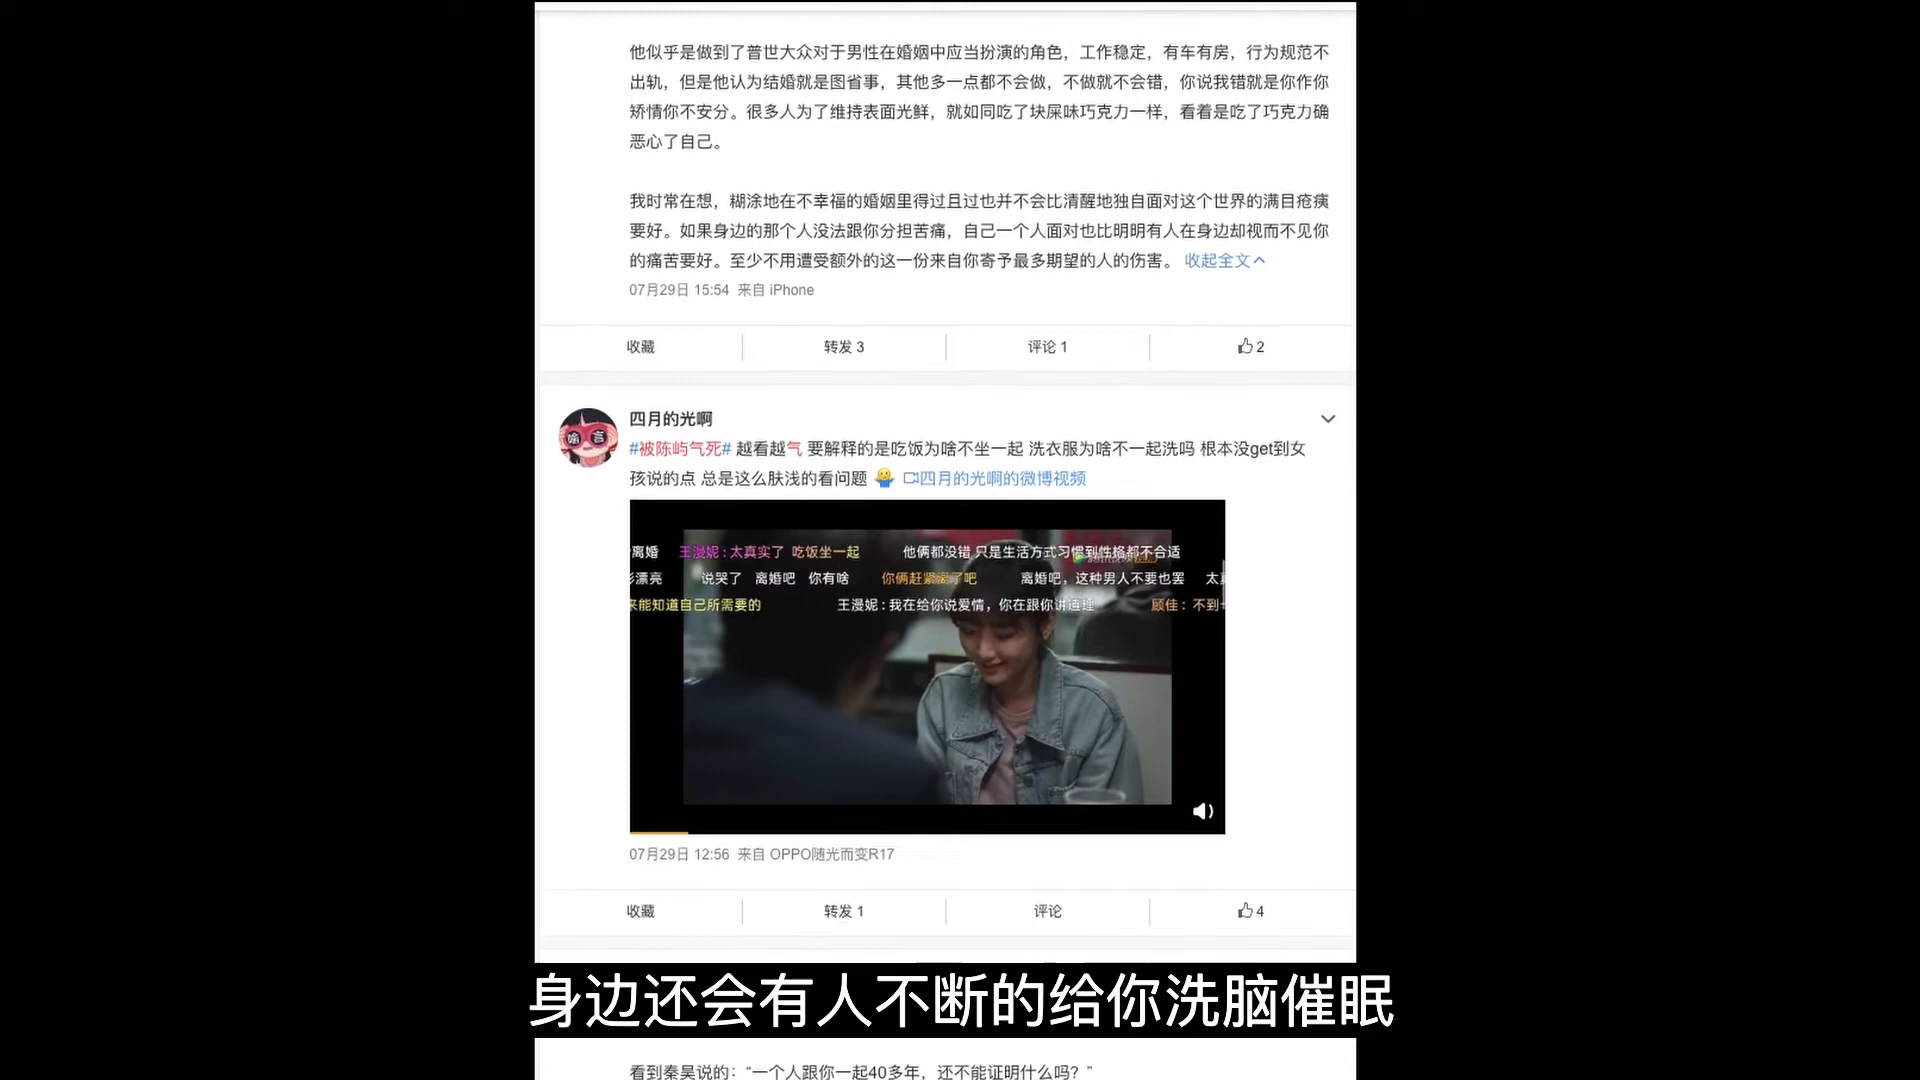 他似乎是做到了普世大众对于男性在婚姻中应当扮演的角色，工作稳定，有车有房，行为规范不
出轨，但是他认为结婚就是图省事，其他多一点都不会做，不做就不会错，你说我错就是你作你
矫情你不安分。很多人为了维持表面光鲜，就如同吃了块屎味巧克力一样，看着是吃了巧克力确
恶心了自己。
我时常在想，糊涂地在不幸福的婚姻里得过且过也并不会比清醒地独自面对这个世界的满目疮痍
要好。如果身边的那个人没法跟你分担苦痛，自己一个人面对也比明明有人在身边却视而不见你
的痛苦要好。至少不用遭受额外的这一份来自你寄予最多期望的人的伤害。 收起全文
07月29日 15:54 来自 iPhone
收藏 转发 3 评论 1 2
四月的光啊
#被陈屿气死# 越看越气 要解释的是吃饭为啥不坐一起 洗衣服为啥不一起洗吗 根本没get到女
孩说的点 总是这么肤浅的看问题 四月的光啊的微博视频
离婚 王漫妮：太真实了 吃饭坐一起 他俩都没错 只是生活方式习惯到性格都不合适
漂亮 说哭了 离婚吧 你有啥 你俩赶紧离了吧 离婚吧，这种男人不要也罢 太
来能知道自己所需要的 王漫妮：我在给你说爱情，你在跟你讲道理 顾佳：不到
07月29日 12:56 来自 OPPO随光而变R17
收藏 转发 1 评论 4
身边还会有人不断的给你洗脑催眠
看到秦昊说的：“一个人跟你一起40多年，还不能证明什么吗？”